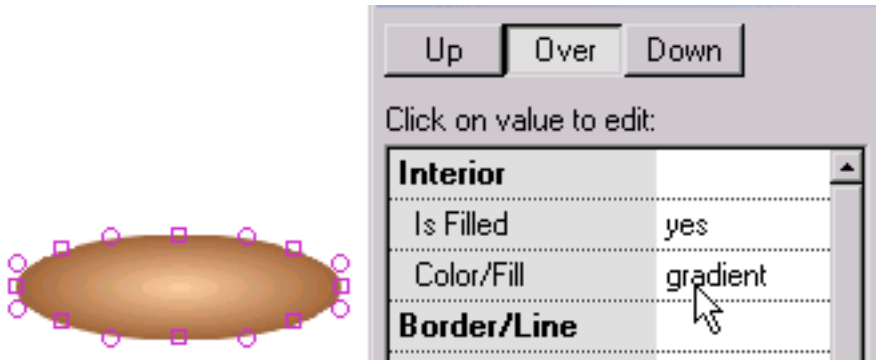 Up Over Down
Click on value to edit:
Interior
Is Filled yes
Color/Fill gradient
Border/Line